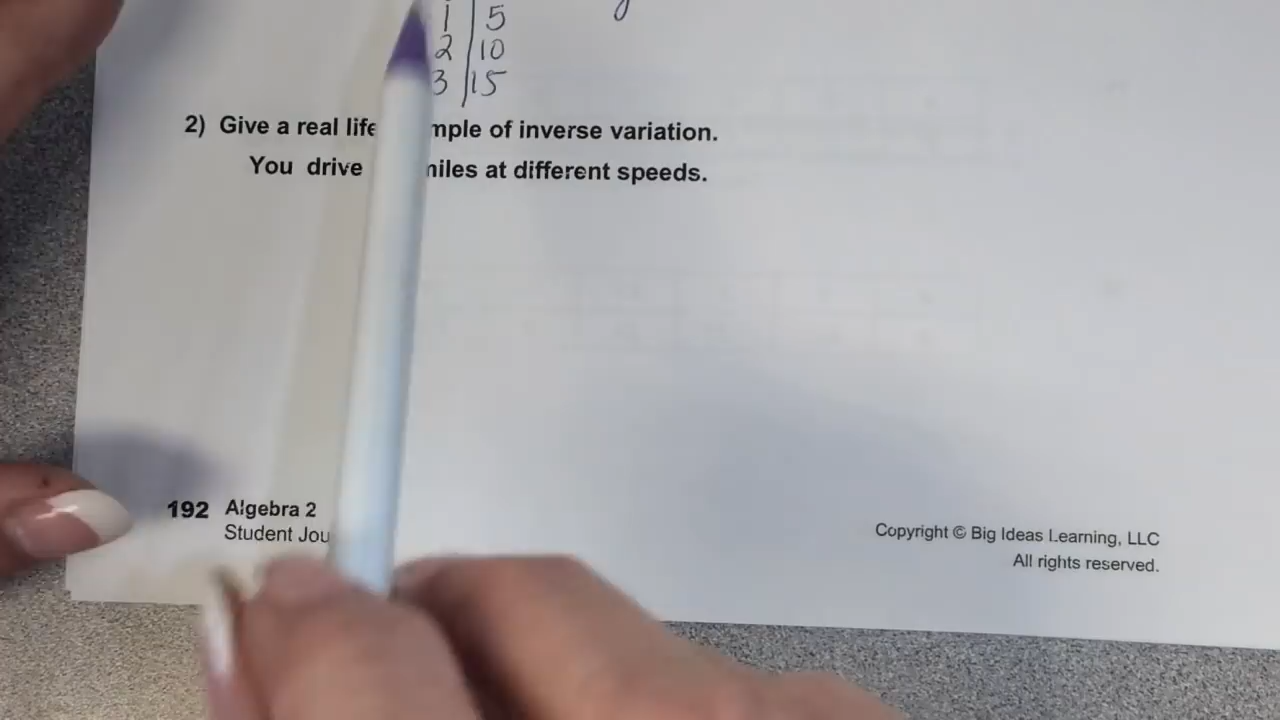 1 | 5
2 | 10
3 | 15
2) Give a real life mple of inverse variation.
You drive miles at different speeds.
192 Algebra 2
Student Jou
Copyright © Big Ideas Learning, LLC
All rights reserved.